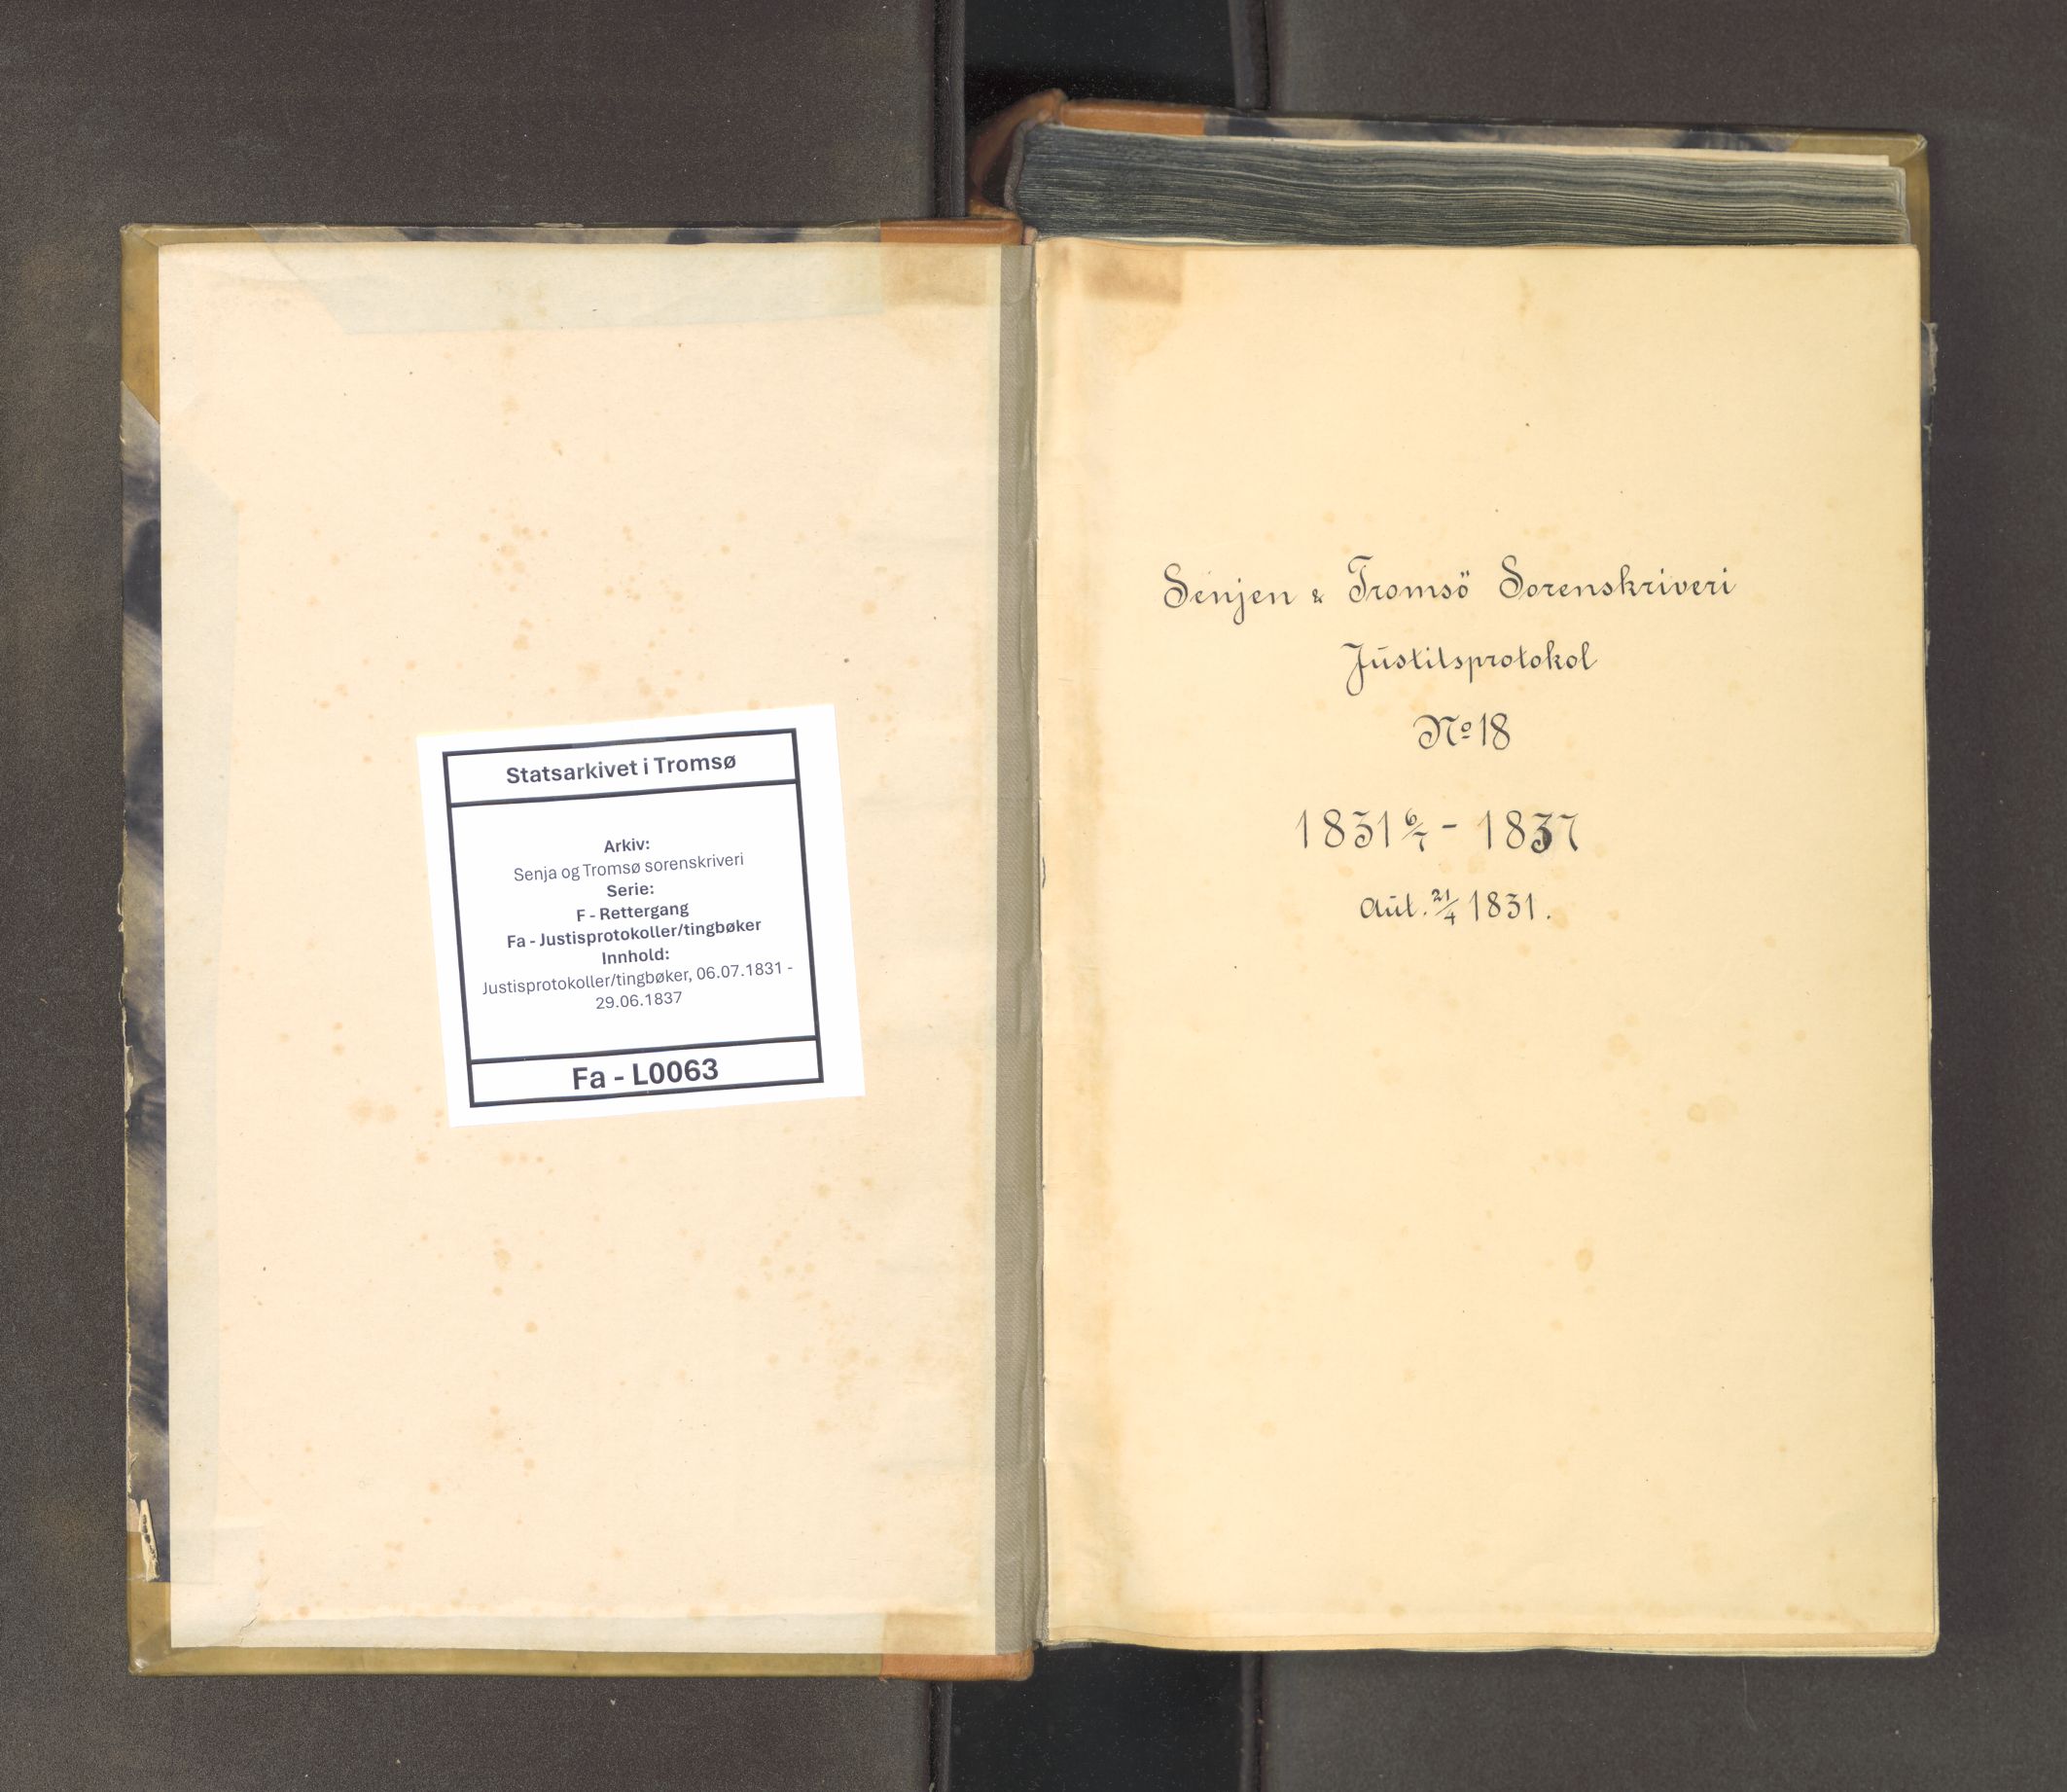 Statsarkivet i Tromsø
Arkiv:
Senja og Tromsø sorenskriveri
Serie:
F - Rettergang
Fa - Justisprotokoller/tingbøker
Innhold:
Justisprotokoller/tingbøker, 06.07.1831 -
29.06.1837
Fa - L0063
Senjen & Tromsö Sorenskriveri
Justitsprotokol
No 18
1831 6/7 - 1837
Aut. 21/4 1831.